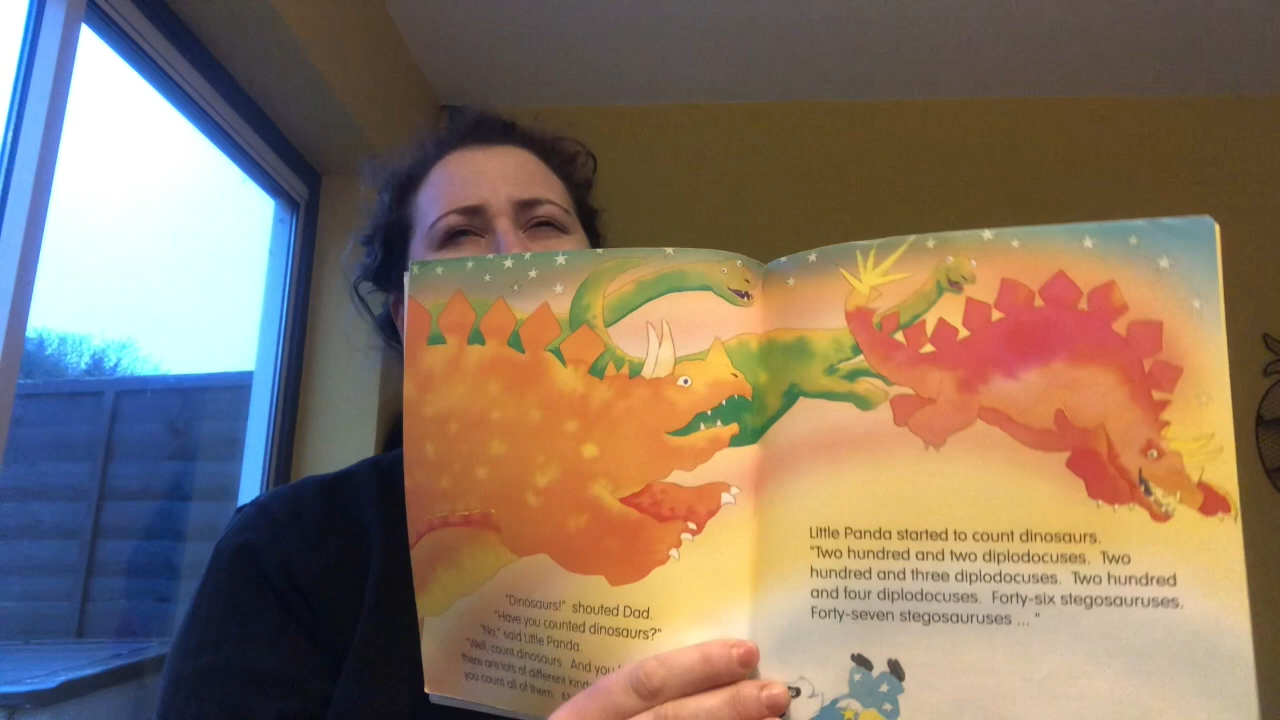 "Dinosaurs!" shouted Dad.
"Have you counted dinosaurs?"
"No," said Little Panda.
"Well, count dinosaurs. And you
there are lots of different
you count all of them.
Little Panda started to count dinosaurs.
"Two hundred and two diplodocuses. Two
hundred and three diplodocuses. Two hundred
and four diplodocuses. Forty-six stegosauruses.
Forty-seven stegosauruses ... "